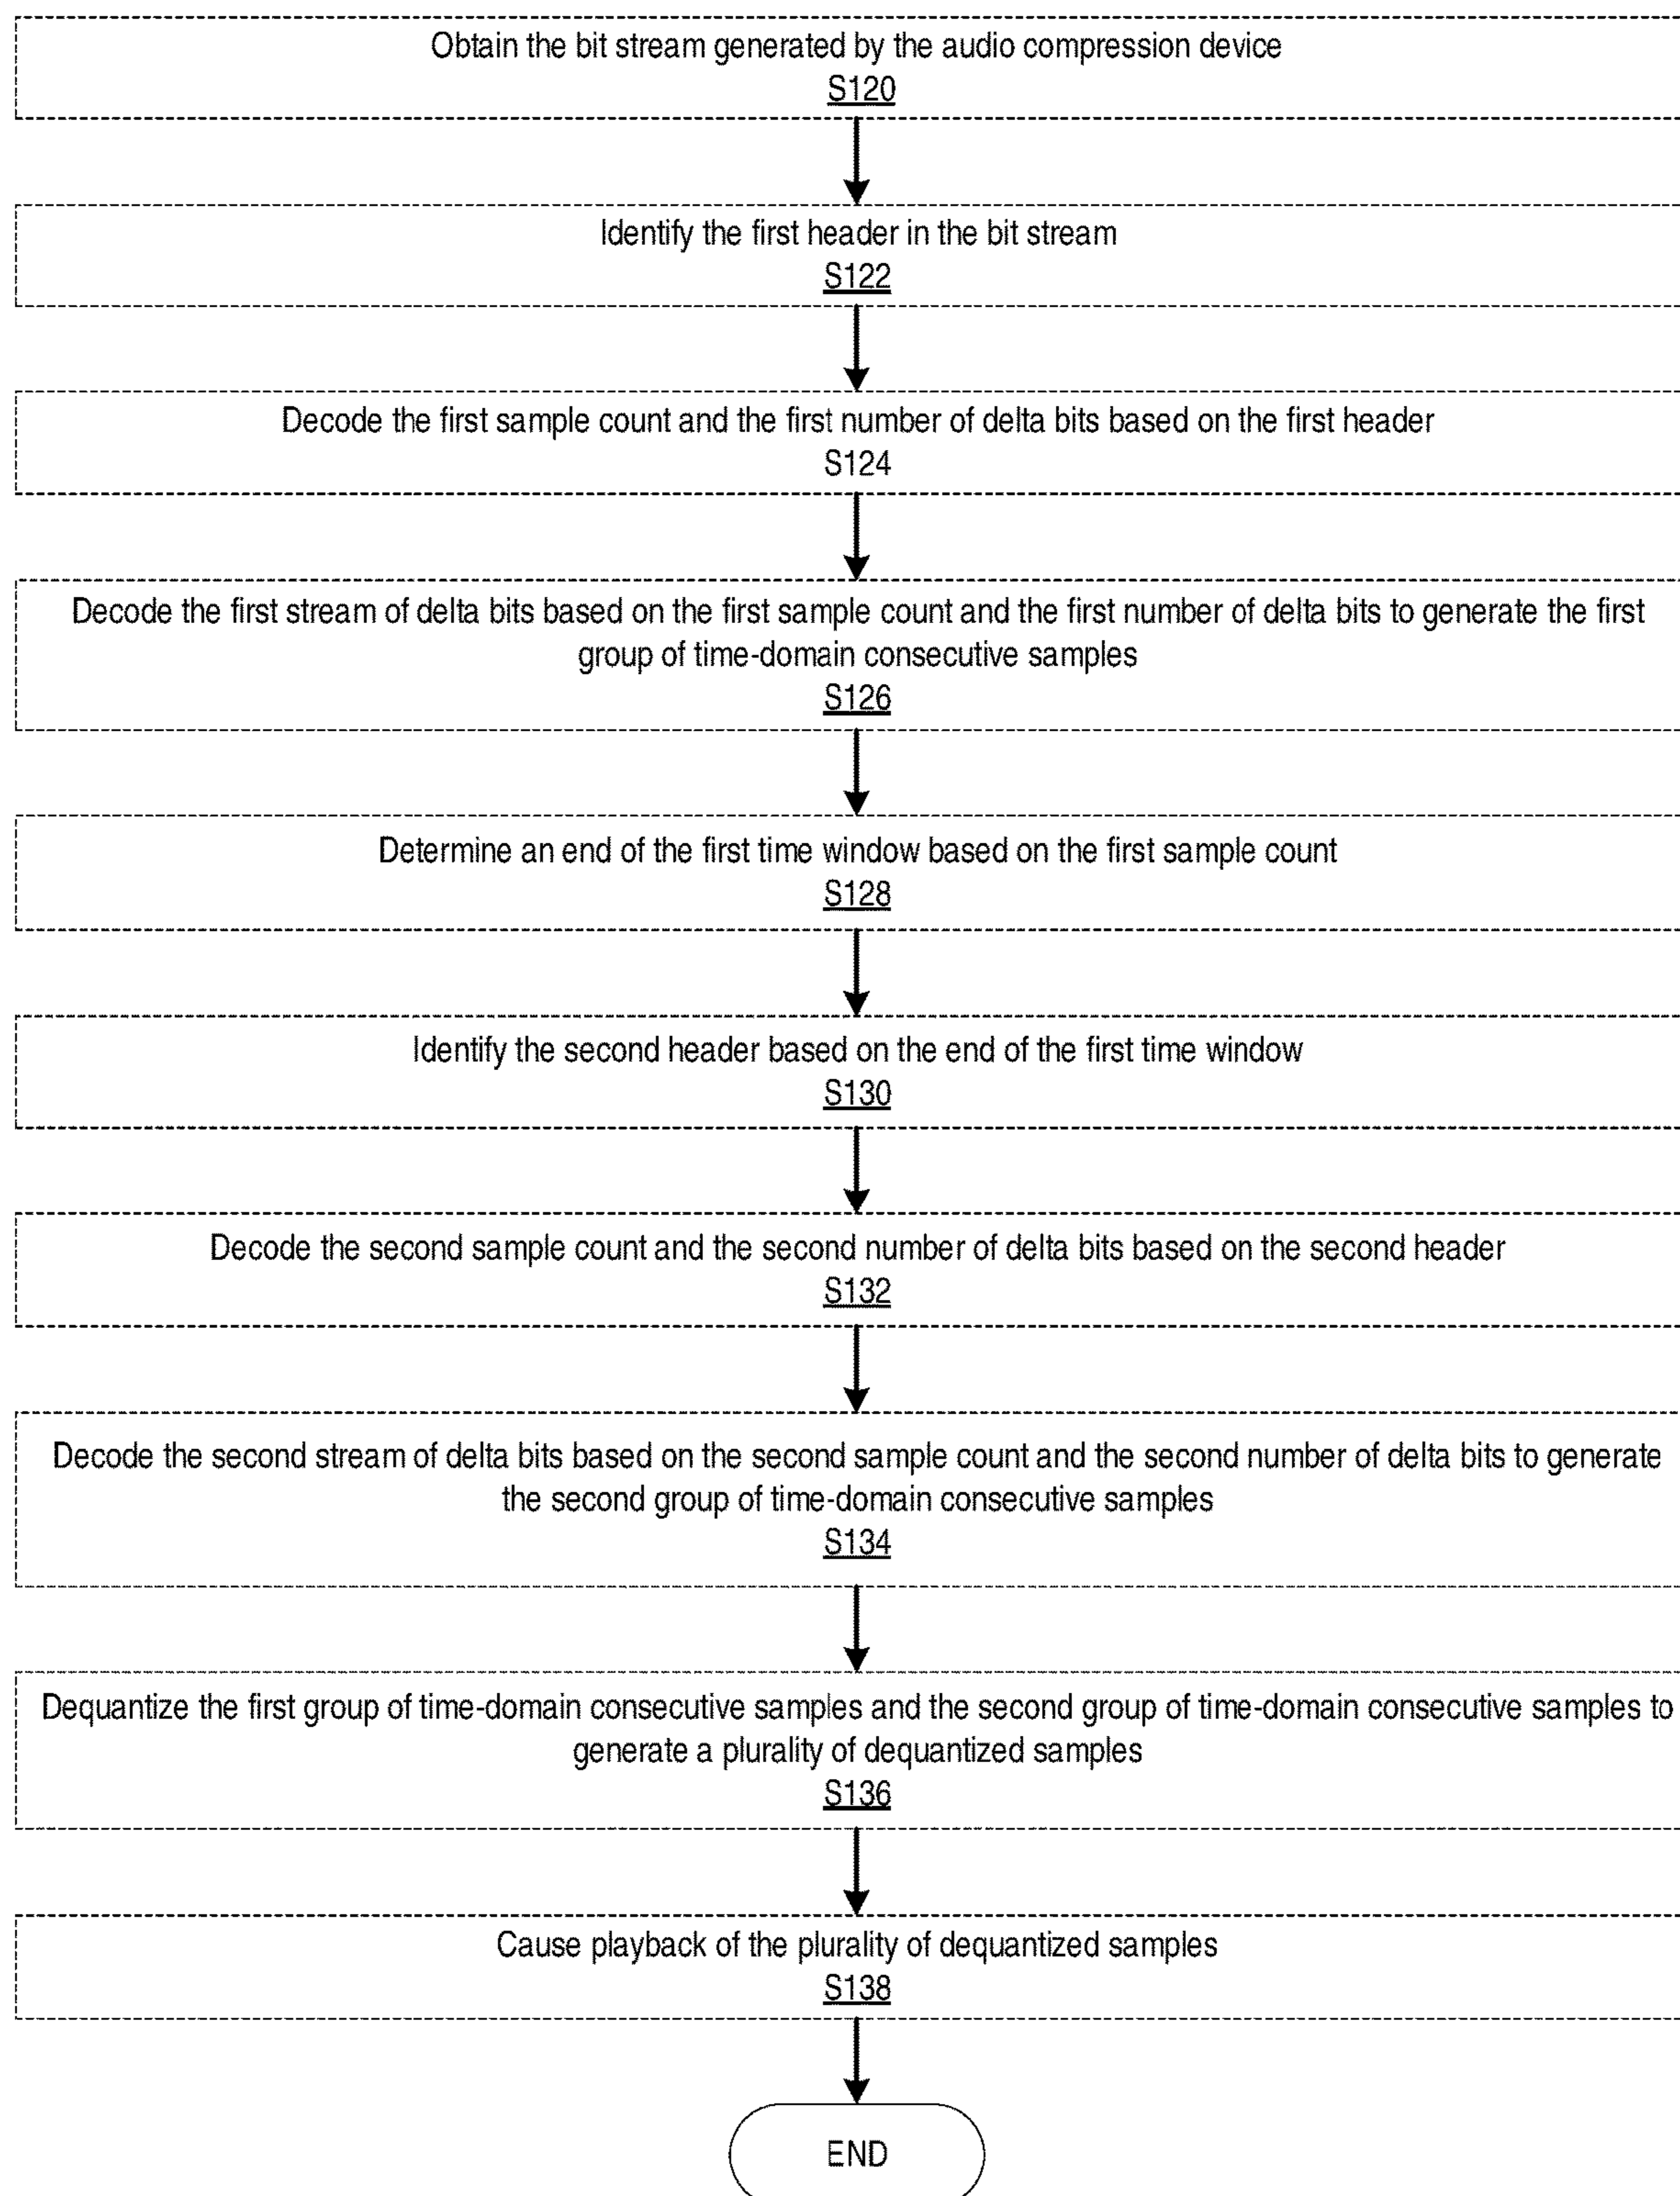 Obtain the bit stream generated by the audio compression device
S120
Identify the first header in the bit stream
S122
Decode the first sample count and the first number of delta bits based on the first header
S124
Decode the first stream of delta bits based on the first sample count and the first number of delta bits to generate the first
group of time-domain consecutive samples
S126
Determine an end of the first time window based on the first sample count
S128
Identify the second header based on the end of the first time window
S130
Decode the second sample count and the second number of delta bits based on the second header
S132
Decode the second stream of delta bits based on the second sample count and the second number of delta bits to generate
the second group of time-domain consecutive samples
S134
Dequantize the first group of time-domain consecutive samples and the second group of time-domain consecutive samples to
generate a plurality of dequantized samples
S136
Cause playback of the plurality of dequantized samples
S138
END